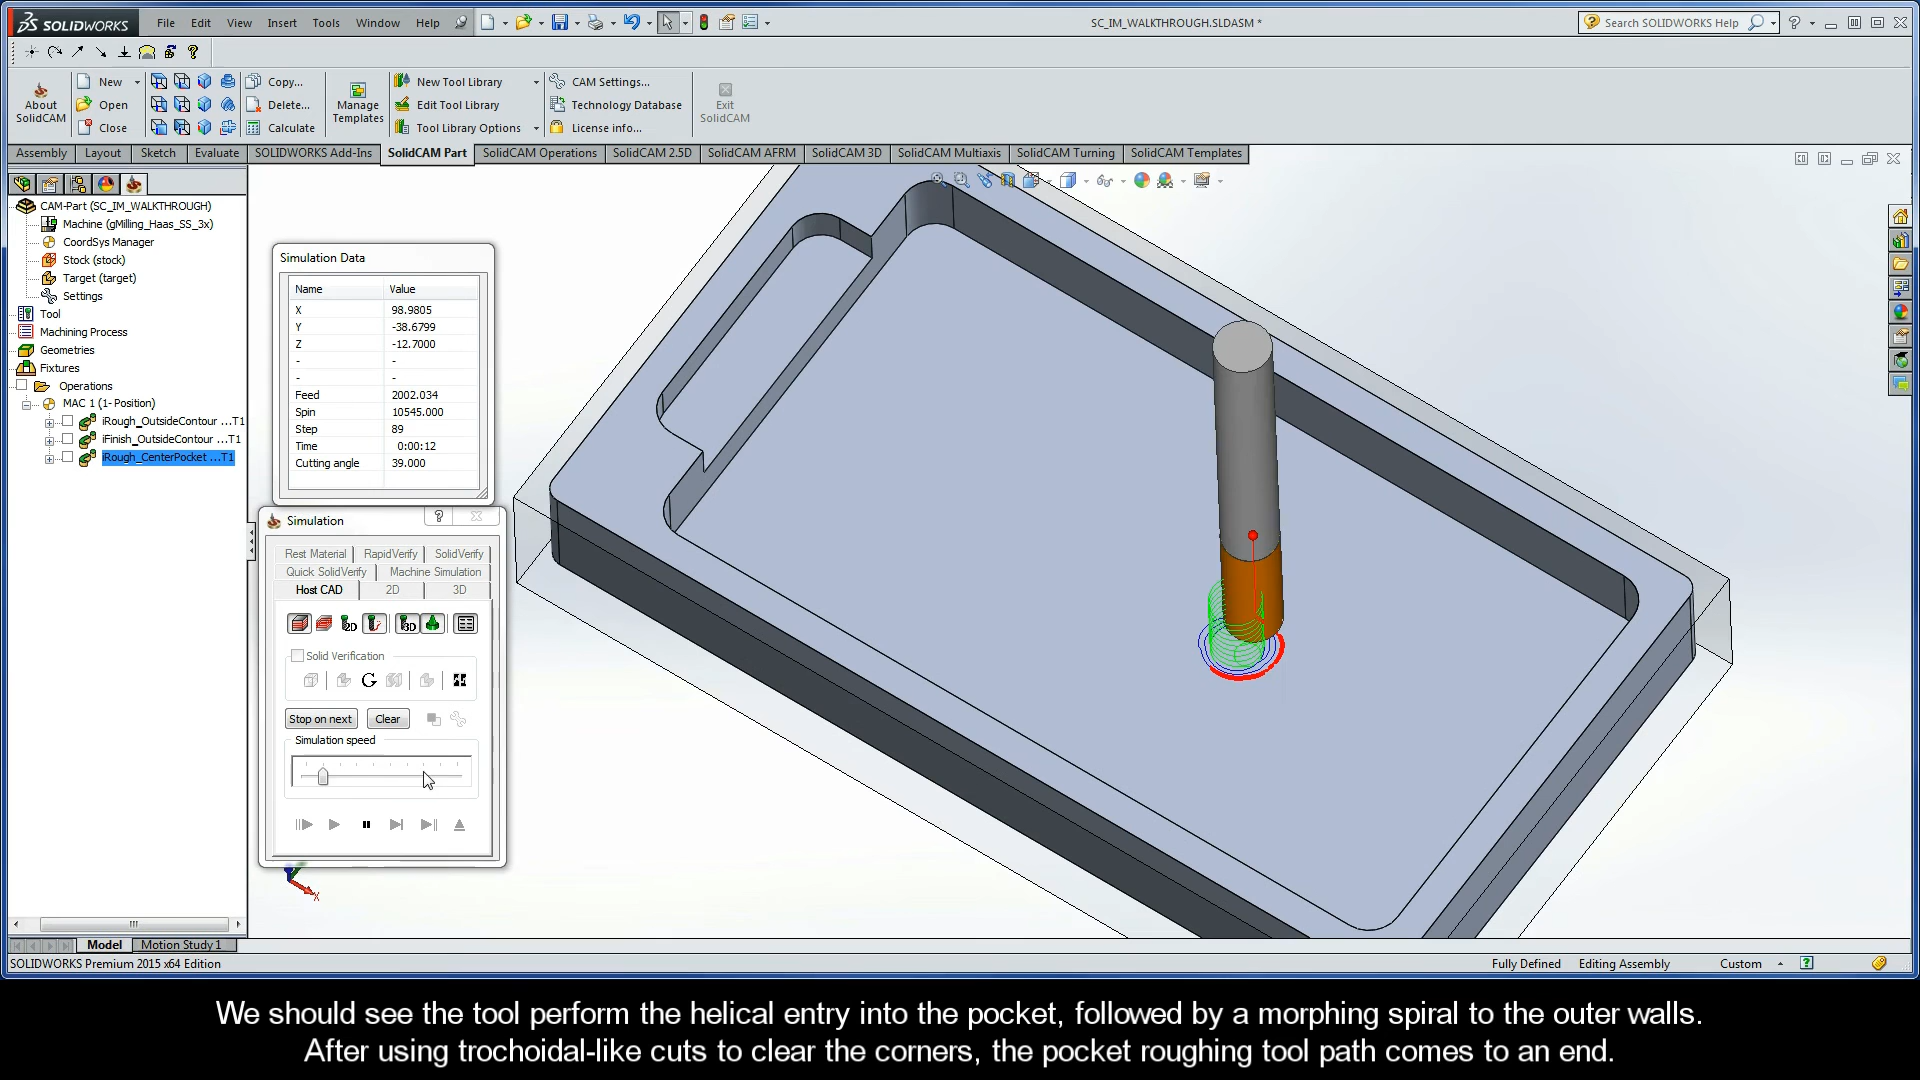 SOLIDWORKS File Edit View Insert Tools Window Help SC_IM_WALKTHROUGH.SLDASM * Search SOLIDWORKS Help
About SolidCAM
New
Open
Close
Copy...
Delete...
Calculate
Manage Templates
New Tool Library
Edit Tool Library
Tool Library Options
CAM Settings...
Technology Database
License info...
Exit SolidCAM
Assembly Layout Sketch Evaluate SOLIDWORKS Add-Ins SolidCAM Part SolidCAM Operations SolidCAM 2.5D SolidCAM AFRM SolidCAM 3D SolidCAM Multiaxis SolidCAM Turning SolidCAM Templates
CAM-Part (SC_IM_WALKTHROUGH)
Machine (gMilling_Haas_SS_3x)
CoordSys Manager
Stock (stock)
Target (target)
Settings
Tool
Machining Process
Geometries
Fixtures
Operations
MAC 1 (1- Position)
iRough_OutsideContour ...T1
iFinish_OutsideContour ...T1
iRough_CenterPocket ...T1
Simulation Data
Name Value
X 98.9805
Y -38.6799
Z -12.7000
- -
- -
Feed 2002.034
Spin 10545.000
Step 89
Time 0:00:12
Cutting angle 39.000
Simulation
Rest Material RapidVerify SolidVerify
Quick SolidVerify Machine Simulation
Host CAD 2D 3D
2D 3D
Solid Verification
Stop on next Clear
Simulation speed
X
Model Motion Study 1
SOLIDWORKS Premium 2015 x64 Edition Fully Defined Editing Assembly Custom
We should see the tool perform the helical entry into the pocket, followed by a morphing spiral to the outer walls.
After using trochoidal-like cuts to clear the corners, the pocket roughing tool path comes to an end.